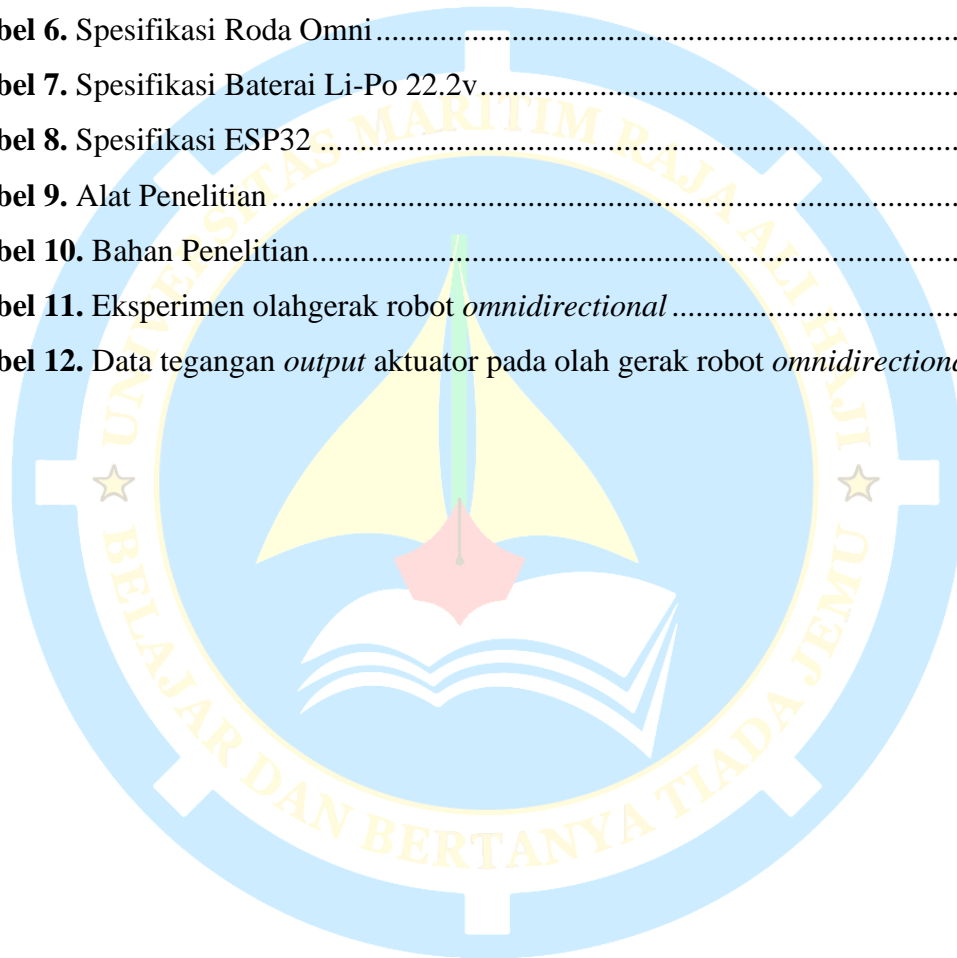 bel 6. Spesifikasi Roda Omni
bel 7. Spesifikasi Baterai Li-Po 22.2v
bel 8. Spesifikasi ESP32
bel 9. Alat Penelitian
bel 10. Bahan Penelitian
bel 11. Eksperimen olahgerak robot omnidirectional
bel 12. Data tegangan output aktuator pada olah gerak robot omnidirectiona
UNIVERSITAS MARITIM RAJA ALI HAJI
BELAJAR DAN BERTANYA TIADA JEMU